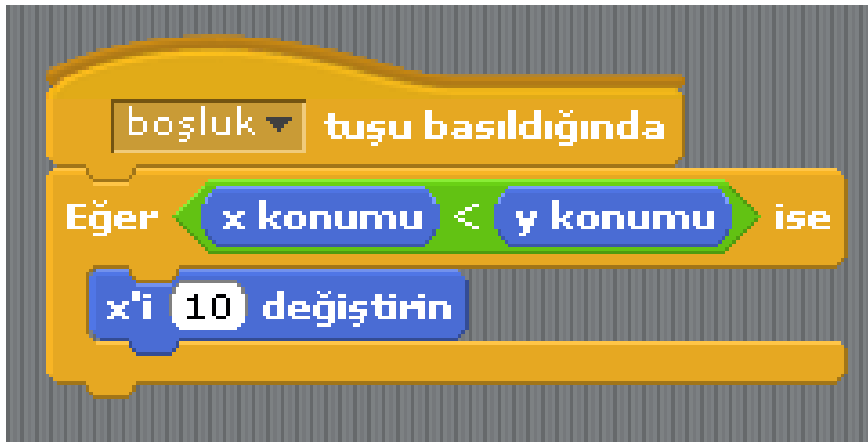 boşluk tuşu basıldığında
Eğer x konumu < y konumu ise
x'i 10 değiştirin